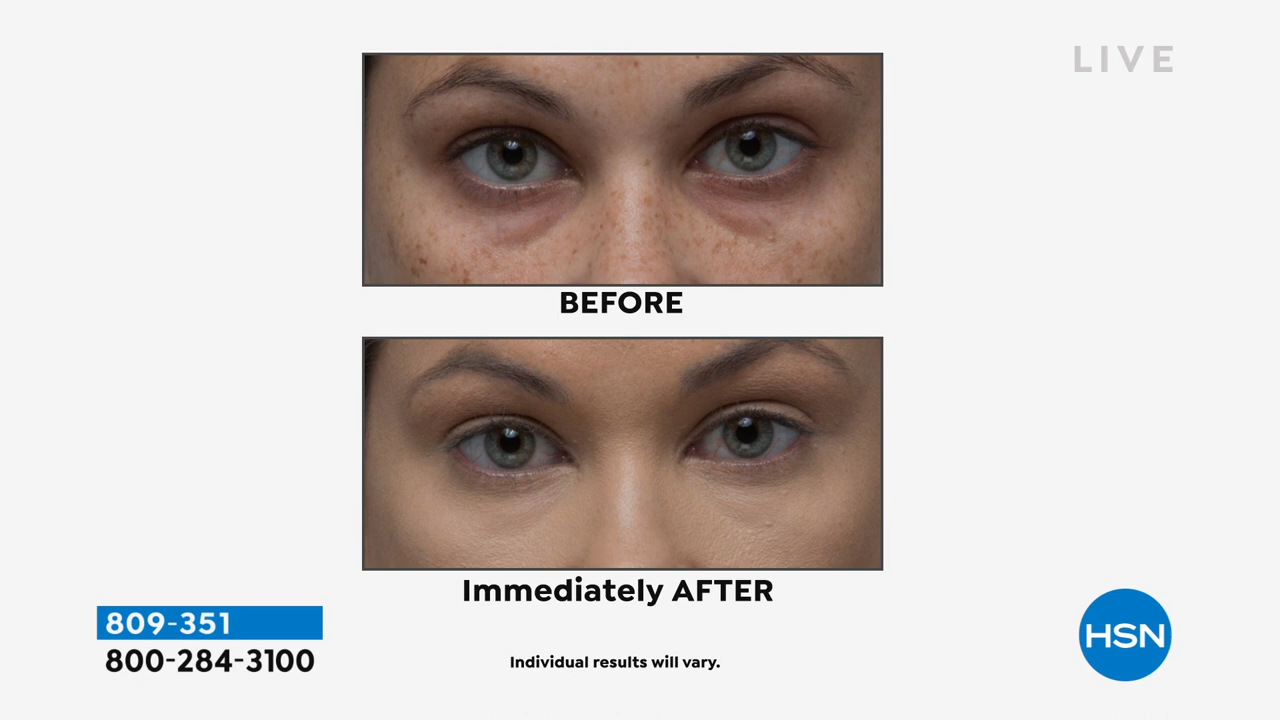 LIVE
BEFORE
Immediately AFTER
809-351
800-284-3100
Individual results will vary.
HSN